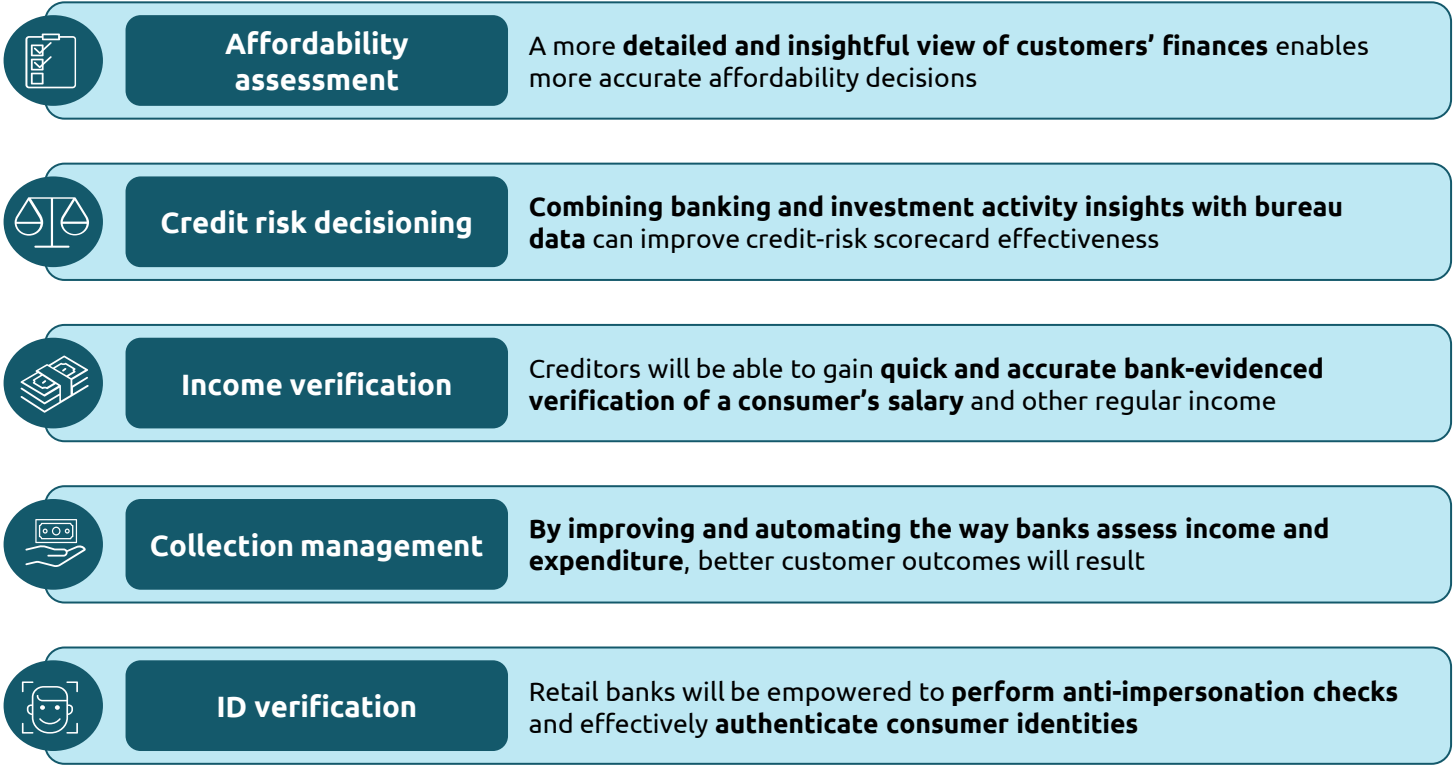 Affordability
assessment
A more detailed and insightful view of customers’ finances enables
more accurate affordability decisions
Credit risk decisioning
Combining banking and investment activity insights with bureau
data can improve credit-risk scorecard effectiveness
Income verification
Creditors will be able to gain quick and accurate bank-evidenced
verification of a consumer’s salary and other regular income
Collection management
By improving and automating the way banks assess income and
expenditure, better customer outcomes will result
ID verification
Retail banks will be empowered to perform anti-impersonation checks
and effectively authenticate consumer identities